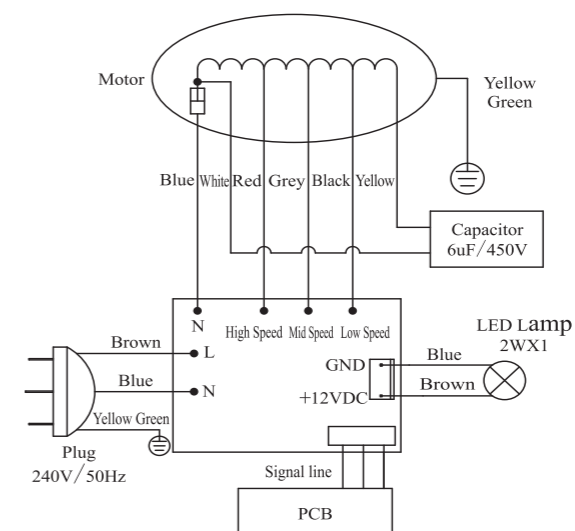 Motor
Yellow
Green
Blue White Red Grey Black Yellow
Capacitor
6uF/450V
N
High Speed Mid Speed Low Speed
LED Lamp
2WX1
Brown
L
GND
Blue
Blue
N
+12VDC
Brown
Yellow Green
Plug
240V/50Hz
Signal line
PCB